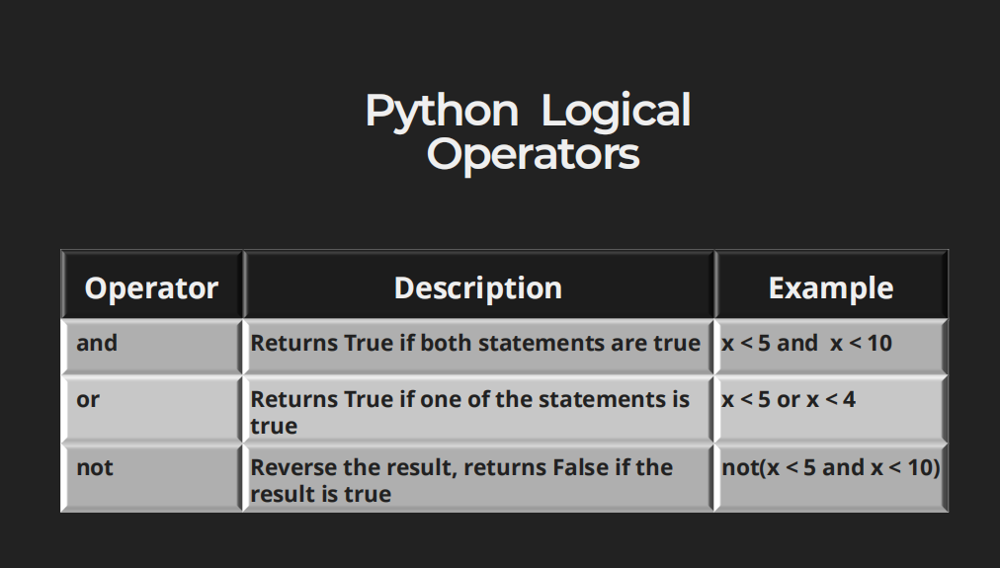 Python Logical
Operators
Operator Description Example
and Returns True if both statements are true x < 5 and x < 10
or Returns True if one of the statements is x < 5 or x < 4
true
not Reverse the result, returns False if the not(x < 5 and x < 10)
result is true